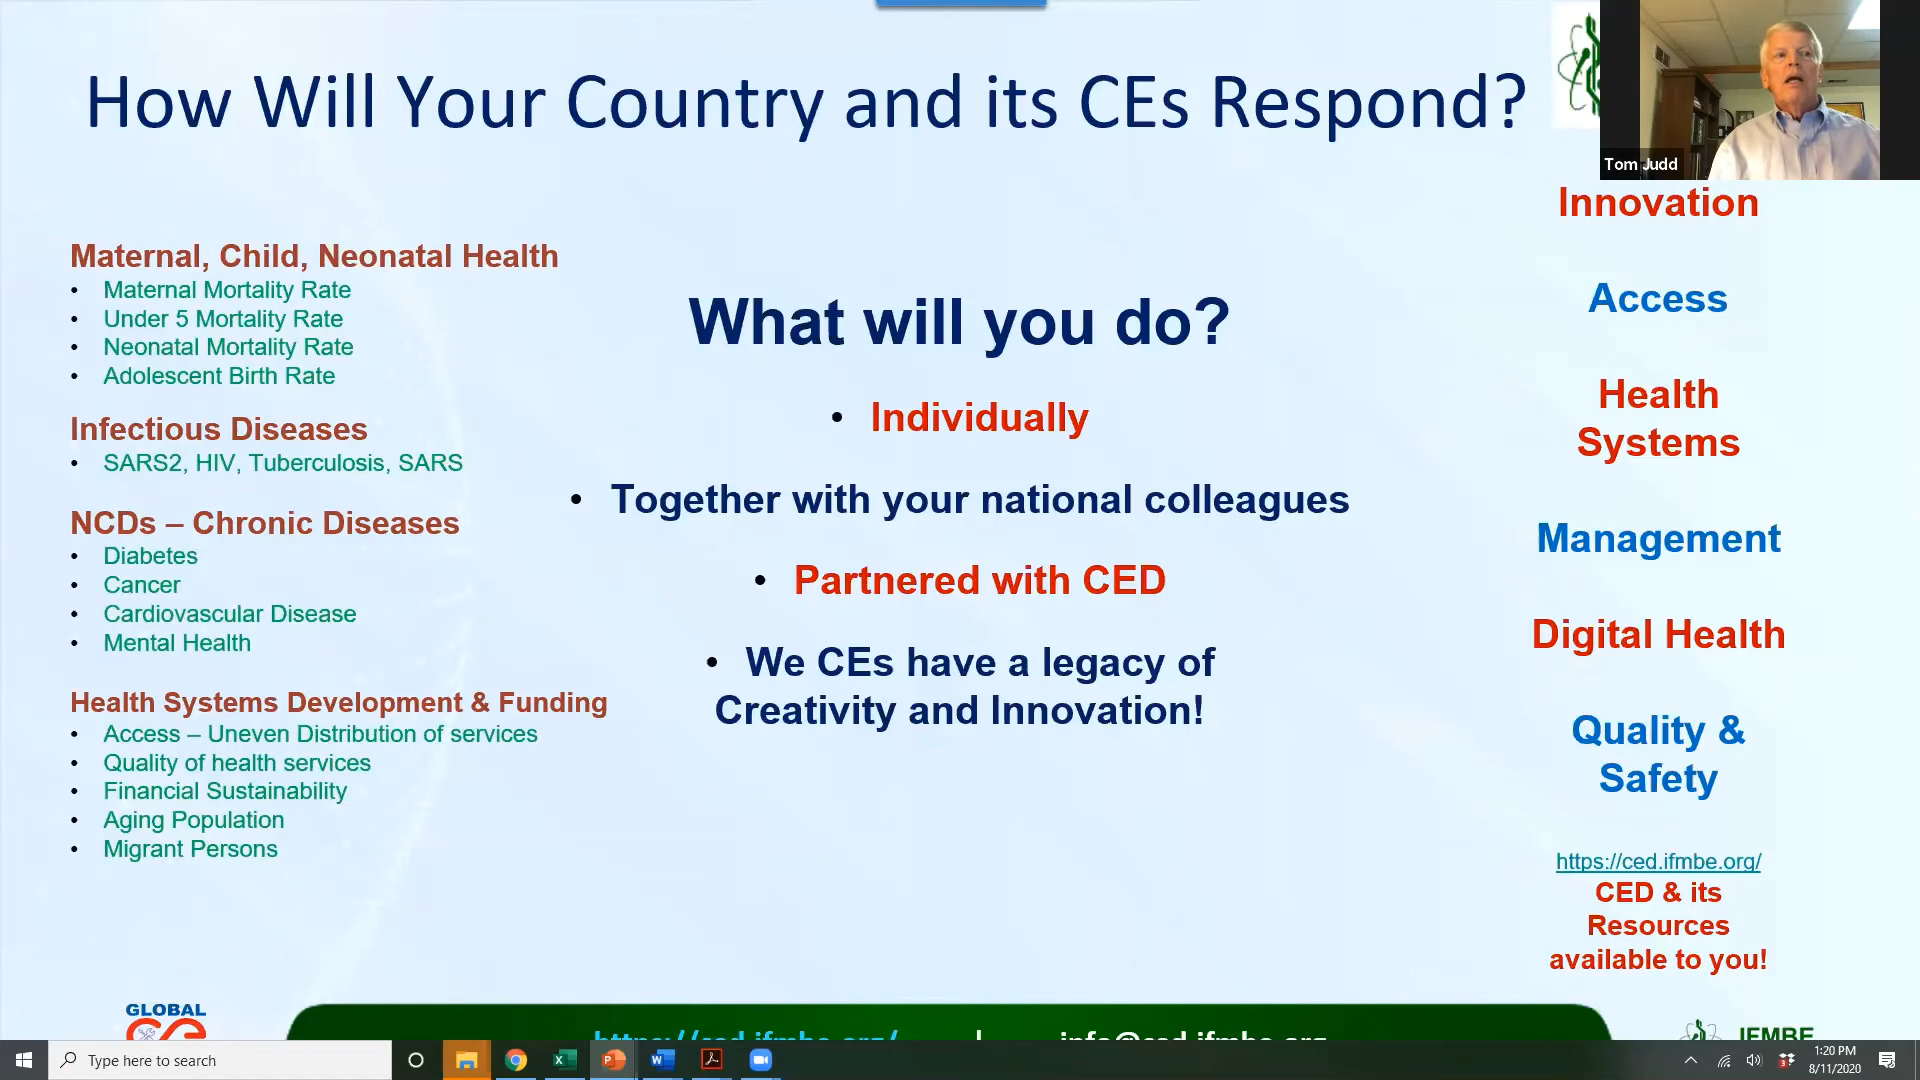 How Will Your Country and its CEs Respond?
Tom Judd
Maternal, Child, Neonatal Health
• Maternal Mortality Rate
• Under 5 Mortality Rate
• Neonatal Mortality Rate
• Adolescent Birth Rate
Infectious Diseases
• SARS2, HIV, Tuberculosis, SARS
NCDs – Chronic Diseases
• Diabetes
• Cancer
• Cardiovascular Disease
• Mental Health
Health Systems Development & Funding
• Access – Uneven Distribution of services
• Quality of health services
• Financial Sustainability
• Aging Population
• Migrant Persons
What will you do?
• Individually
• Together with your national colleagues
• Partnered with CED
• We CEs have a legacy of
Creativity and Innovation!
Innovation
Access
Health
Systems
Management
Digital Health
Quality &
Safety
https://ced.ifmbe.org/
CED & its
Resources
available to you!
GLOBAL
CE
https://ced.ifmbe.org/ | info@ced.ifmbe.org
IFMBE
Type here to search
1:20 PM
8/11/2020